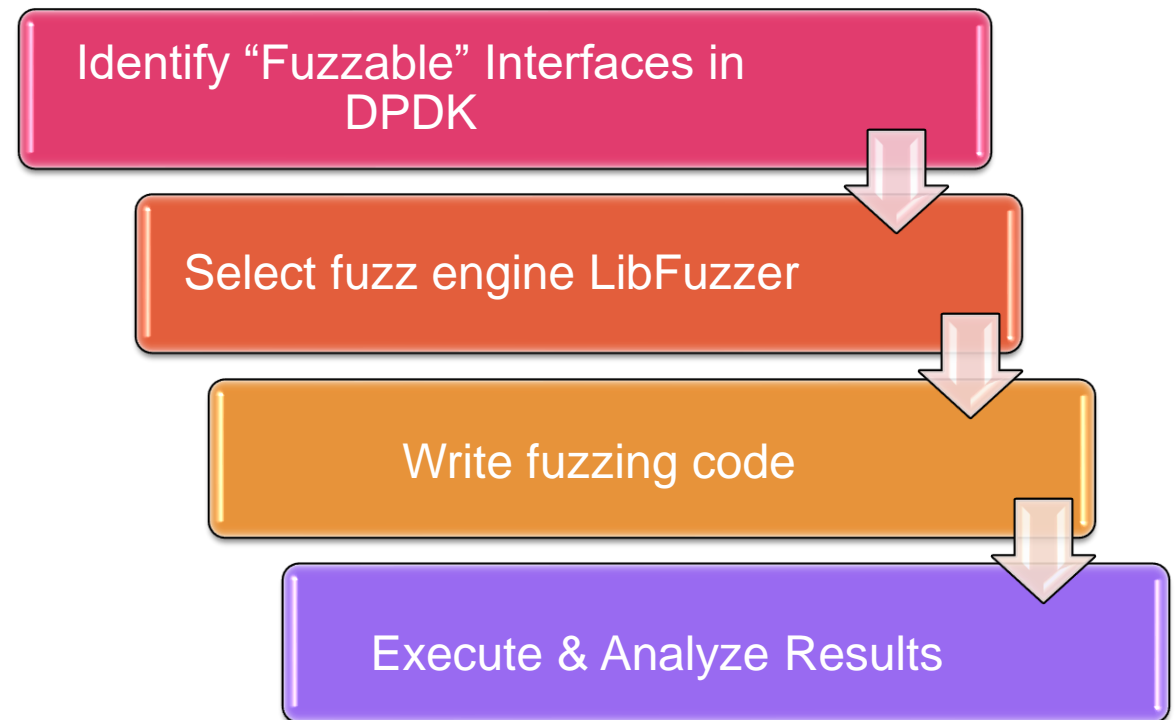 Identify “Fuzzable” Interfaces in
DPDK
Select fuzz engine LibFuzzer
Write fuzzing code
Execute & Analyze Results